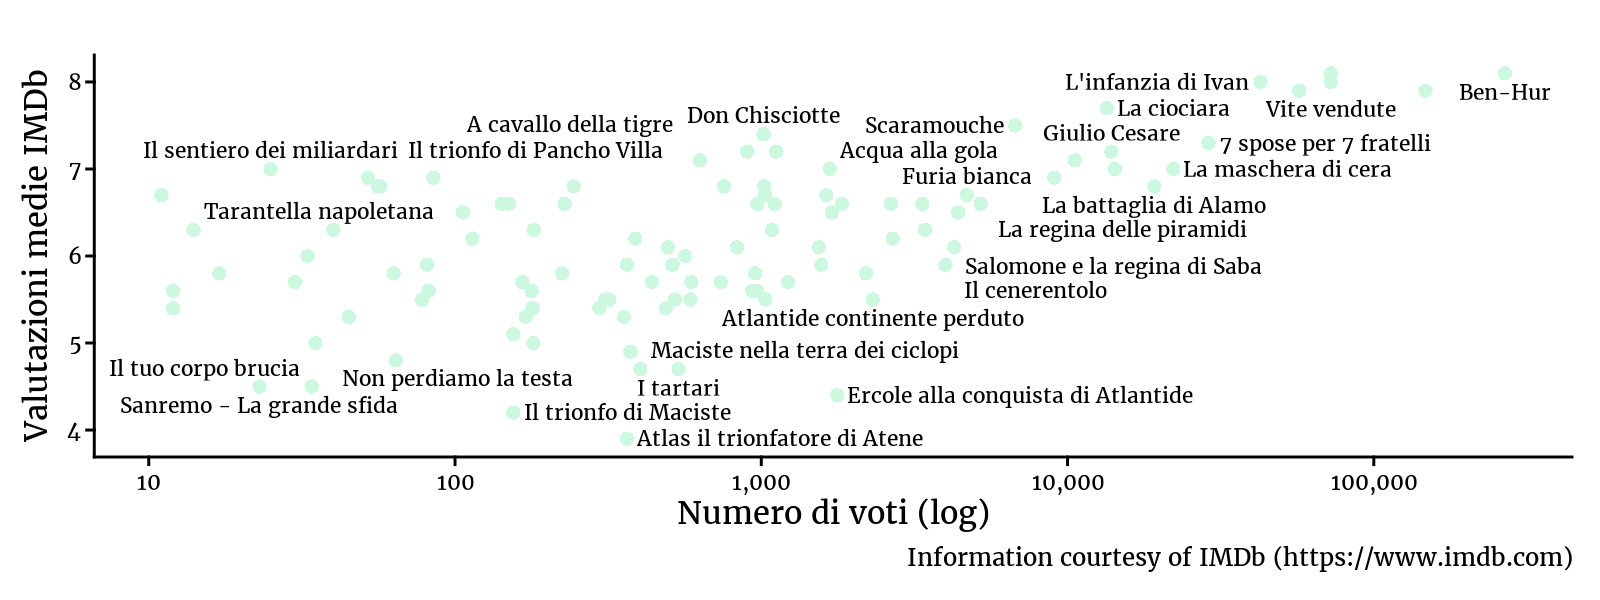 Valutazioni medie IMDb
8
7
6
5
4
L'infanzia di Ivan
Ben-Hur
La ciociara
Vite vendute
Don Chisciotte
A cavallo della tigre
Scaramouche
Giulio Cesare
7 spose per 7 fratelli
Il sentiero dei miliardari
Il trionfo di Pancho Villa
Acqua alla gola
La maschera di cera
Furia bianca
Tarantella napoletana
La battaglia di Alamo
La regina delle piramidi
Salomone e la regina di Saba
Il cenerentolo
Atlantide continente perduto
Maciste nella terra dei ciclopi
Il tuo corpo brucia
Non perdiamo la testa
I tartari
Ercole alla conquista di Atlantide
Sanremo - La grande sfida
Il trionfo di Maciste
Atlas il trionfatore di Atene
10
100
1,000
10,000
100,000
Numero di voti (log)
Information courtesy of IMDb (https://www.imdb.com)